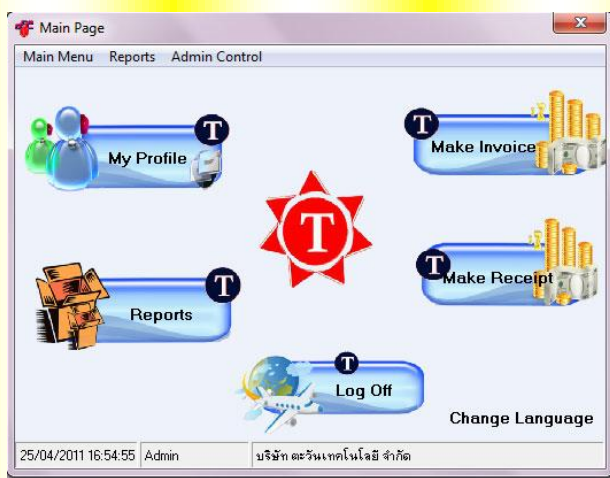 Main Page
Main Menu Reports Admin Control
T
My Profile
T
Make Invoice
T
T
Reports
T
Make Receipt
T
Log Off
Change Language
25/04/2011 16:54:55 Admin บริษัท ตะวันเทคโนโลยี จำกัด